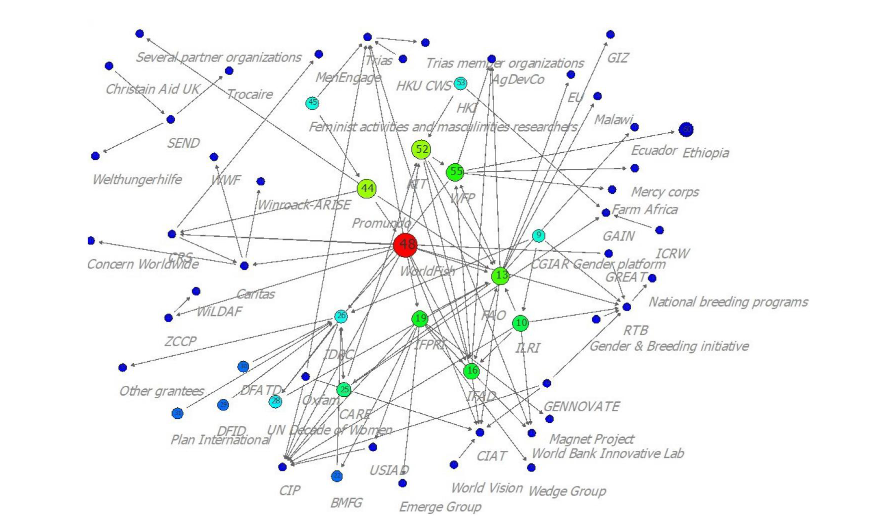 Several partner organizations
Trias
Trias member organizations
GIZ
MenEngage
AgDevCo
Christain Aid UK
Trocaire
HKU CWS
53
EU
45
HKI
Malawi
Feminist activities and masculinities researchers
SEND
Ecuador
Ethiopia
52
Welthungerhilfe
WWF
KIT
55
WFP
Mercy corps
Winroack-ARISE
44
Farm Africa
Promundo
GAIN
ICRW
48
9
CRS
Concern Worldwide
WorldFish
CGIAR Gender platform
13
GREAT
Caritas
National breeding programs
WiLDAF
FAO
RTB
ZCCP
26
19
10
IDRC
IFPRI
ILRI
Gender & Breeding initiative
Other grantees
DFATD
16
25
Oxfam
IFAD
GENNOVATE
28
CARE
Plan International
DFID
UN Decade of Women
Magnet Project
CIAT
World Bank Innovative Lab
USIAD
CIP
World Vision
Wedge Group
BMFG
Emerge Group